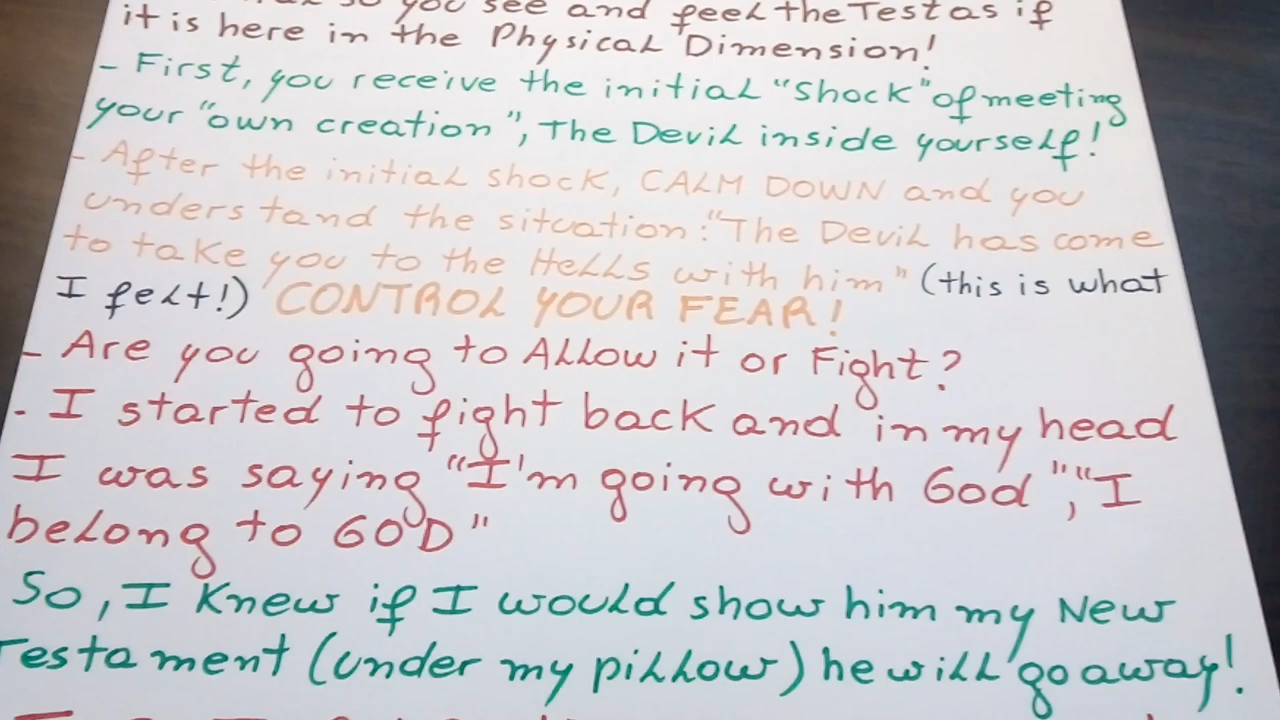 so you see and feel the Test as if
it is here in the Physical Dimension!
- First, you receive the initial "Shock" of meeting
your "own creation", The Devil inside yourself!
- After the initial shock, CALM DOWN and you
understand the situation: "The Devil has come
to take you to the Hells with him" (this is what
I felt!) CONTROL YOUR FEAR!
- Are you going to Allow it or Fight?
- I started to fight back and in my head
I was saying "I'm going with God", "I
belong to GOD"
So, I Knew if I would show him my New
Testament (under my pillow) he will go away!